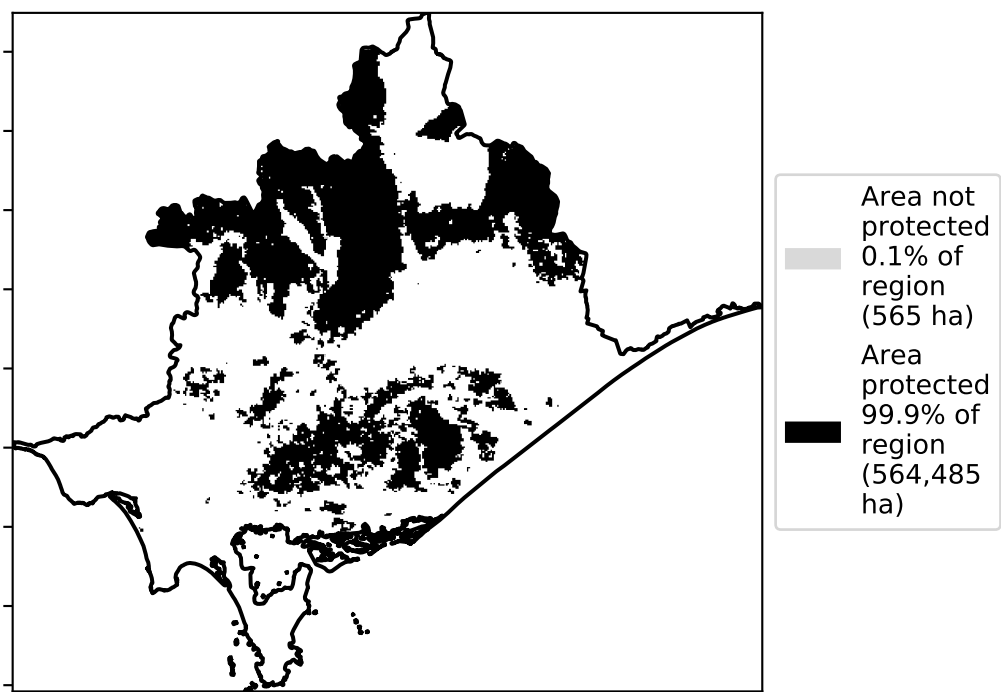 Area not
protected
0.1% of
region
(565 ha)
Area
protected
99.9% of
region
(564,485
ha)